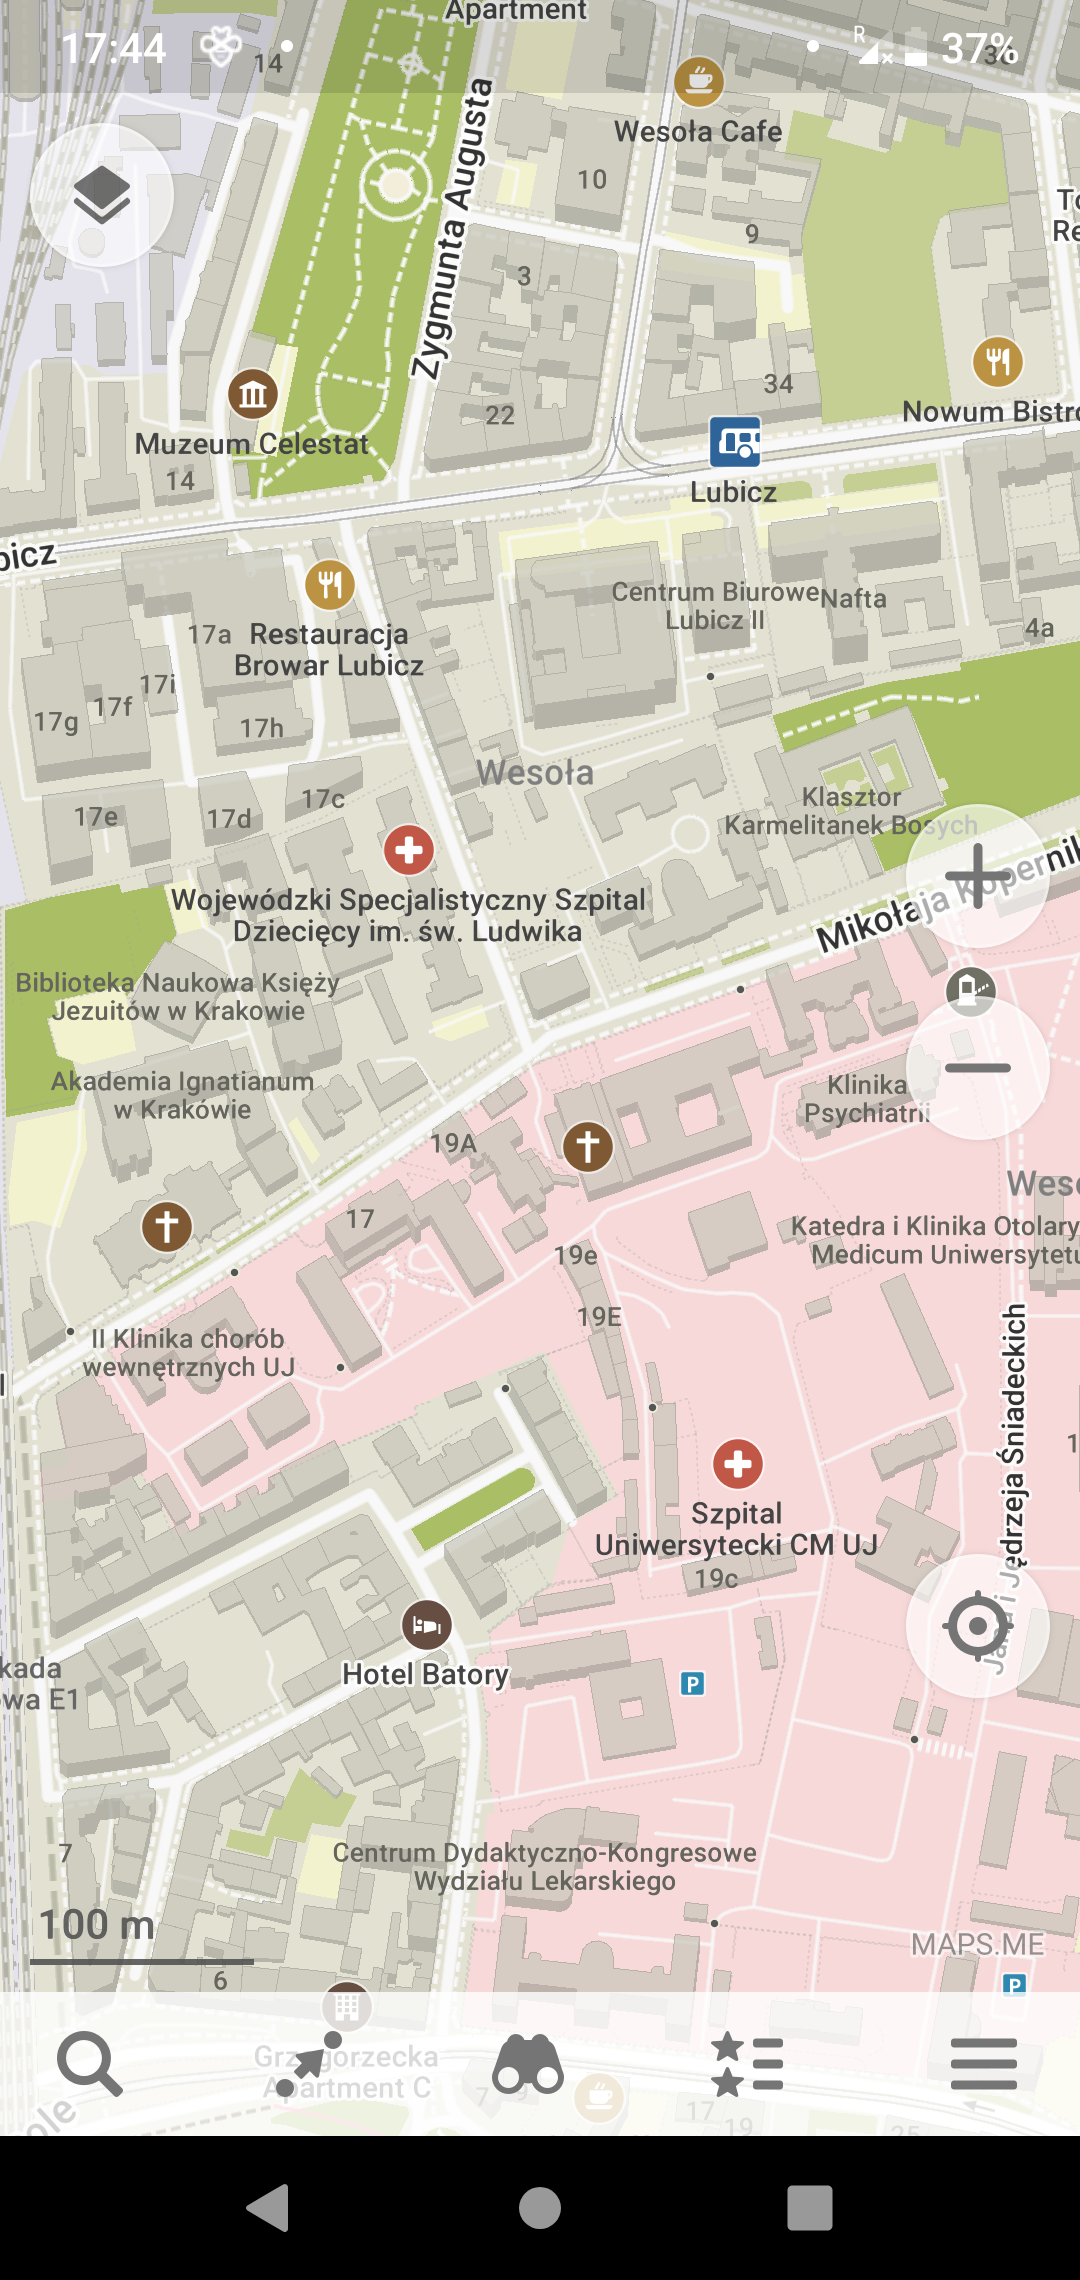 Apartment
17:44
R
37%
14
Zygmunta Augusta
Wesoła Cafe
10
9
3
34
22
Nowum Bistro
Muzeum Celestat
14
Lubicz
Centrum Biurowe
Lubicz II
Nafta
4a
17a
Restauracja
Browar Lubicz
17i
17f
17g
17h
17c
17e
17d
Wesoła
Klasztor
Karmelitanek Bosych
Mikołaja Kopernik
Wojewódzki Specjalistyczny Szpital
Dziecięcy im. św. Ludwika
Biblioteka Naukowa Księży
Jezuitów w Krakowie
Akademia Ignatianum
w Krakówie
19A
Klinika
Psychiatrii
17
Katedra i Klinika Otolary
Medicum Uniwersytetu
19e
19E
II Klinika chorób
wewnętrznych UJ
Jana i Jędrzeja Śniadeckich
Szpital
Uniwersytecki CM UJ
19c
Hotel Batory
kada
owa E1
P
Centrum Dydaktyczno-Kongresowe
Wydziału Lekarskiego
7
100 m
6
MAPS.ME
P
Grzegorzecka
Apartment C
7
17
19
25